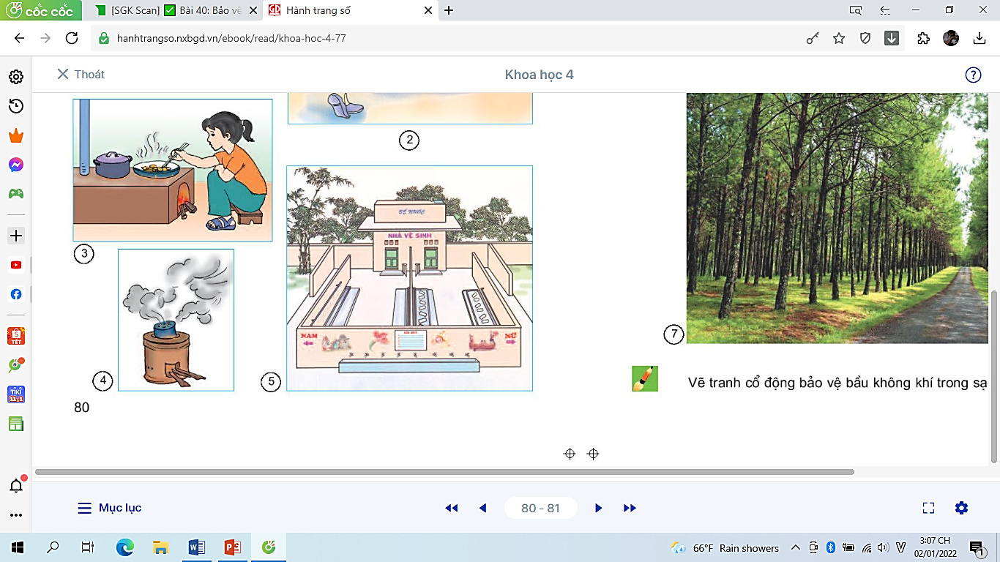 cốc cốc
[SGK Scan] ✅ Bài 40: Bảo vệ
Hành trang số
hanhtrangso.nxbgd.vn/ebook/read/khoa-hoc-4-77
Thoát
Khoa học 4
2
3
BỂ NƯỚC
NHÀ VỆ SINH
NAM
NỮ
4
5
7
Vẽ tranh cổ động bảo vệ bầu không khí trong sạ
80
Mục lục
80 - 81
66°F Rain showers
3:07 CH
02/01/2022